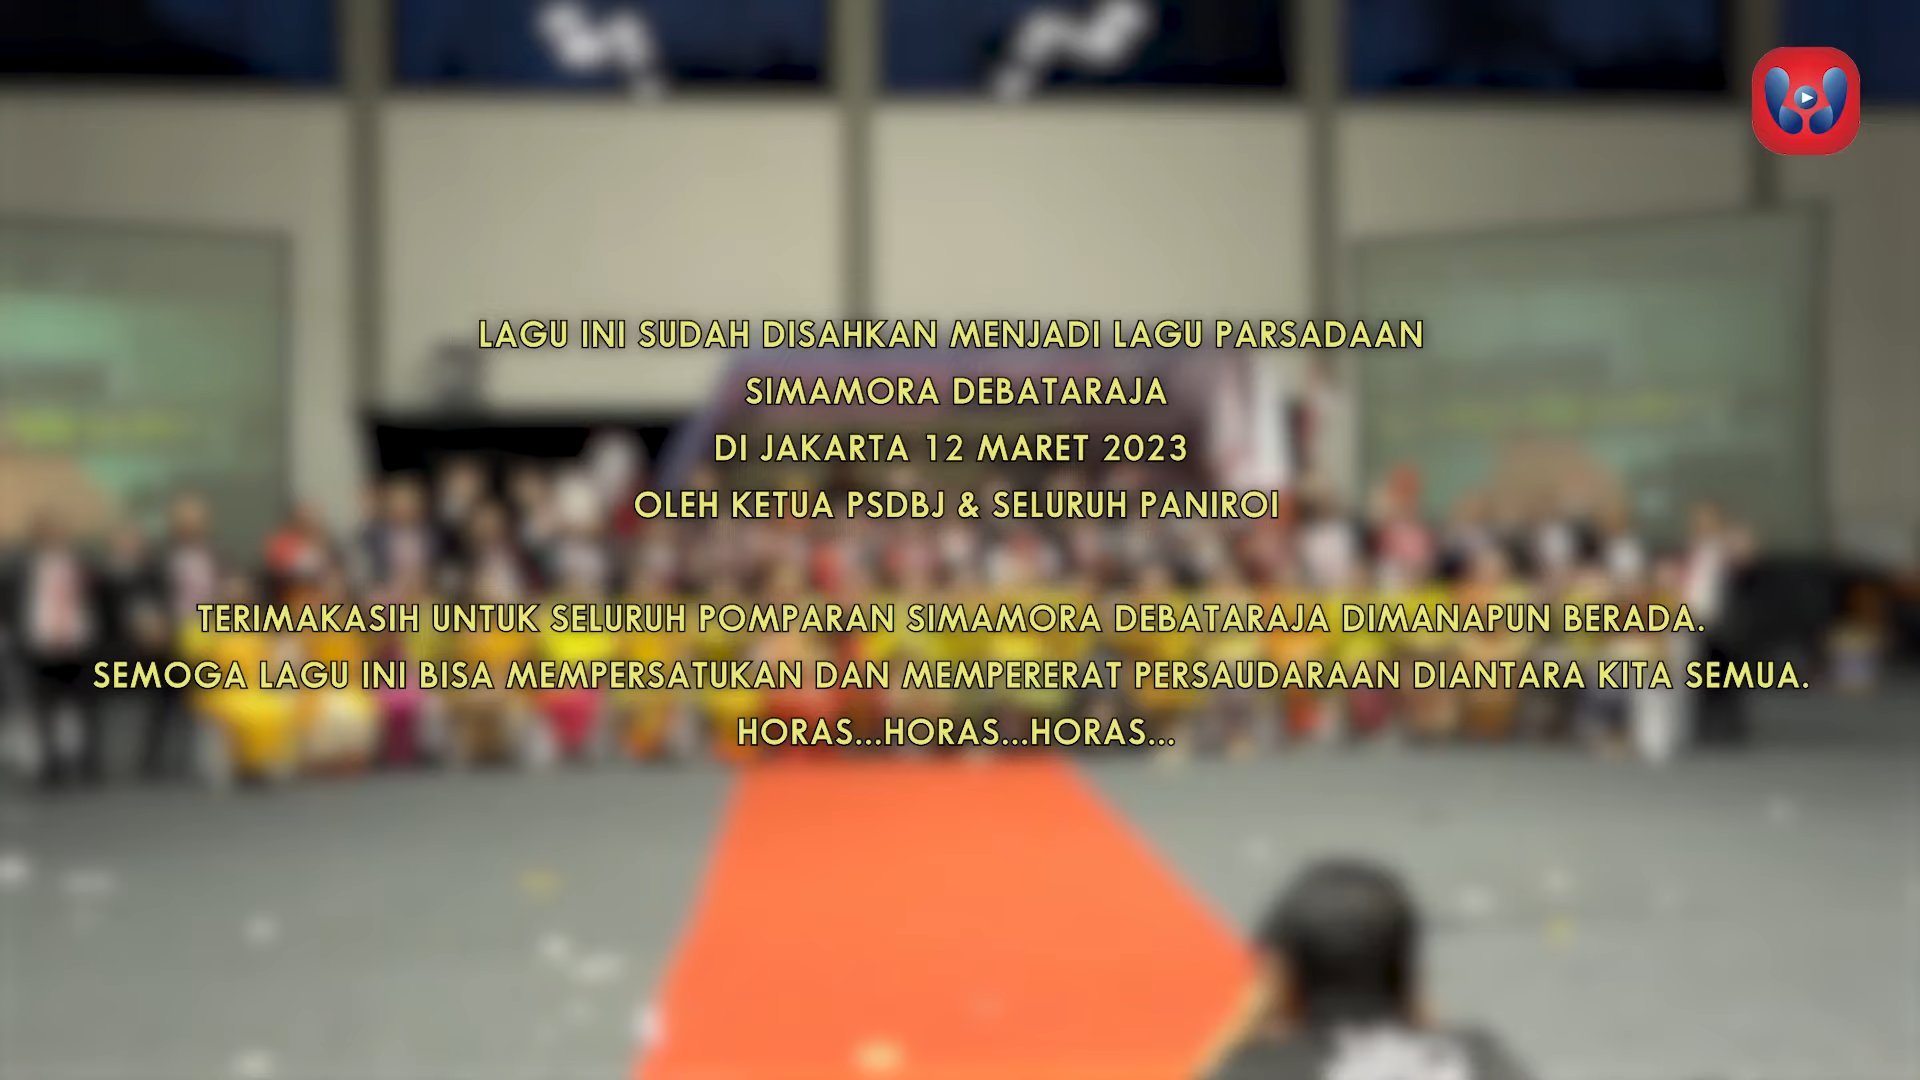 LAGU INI SUDAH DISAHKAN MENJADI LAGU PARSADAAN
SIMAMORA DEBATARAJA
DI JAKARTA 12 MARET 2023
OLEH KETUA PSDBJ & SELURUH PANIROI
TERIMAKASIH UNTUK SELURUH POMPARAN SIMAMORA DEBATARAJA DIMANAPUN BERADA.
SEMOGA LAGU INI BISA MEMPERSATUKAN DAN MEMPERERAT PERSAUDARAAN DIANTARA KITA SEMUA.
HORAS...HORAS...HORAS...